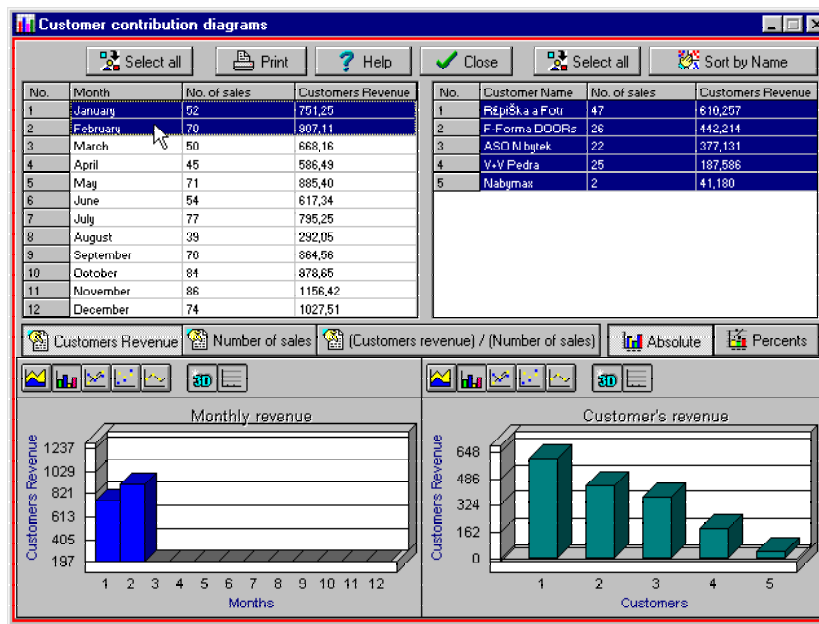 Customer contribution diagrams
Select all Print Help Close Select all Sort by Name
No. Month No. of sales Customers Revenue
1 January 52 751,25
2 February 70 907,11
3 March 50 668,16
4 April 45 586,49
5 May 71 885,40
6 June 54 617,34
7 July 77 795,25
8 August 39 292,05
9 September 70 864,56
10 October 84 978,65
11 November 86 1156,42
12 December 74 1027,51
No. Customer Name No. of sales Customers Revenue
1 a 47 610,257
2 F-Forma DOORs 26 442,214
3 ASO N bytek 22 377,131
4 V+V Pedra 25 187,586
5 Nabymax 2 41,180
Customers Revenue Number of sales (Customers revenue) / (Number of sales) Absolute Percents
3D 3D
Monthly revenue
Customers Revenue
1237
1029
821
613
405
197
1 2 3 4 5 6 7 8 9 10 11 12
Months
Customer's revenue
Customers Revenue
648
486
324
162
0
1 2 3 4 5
Customers